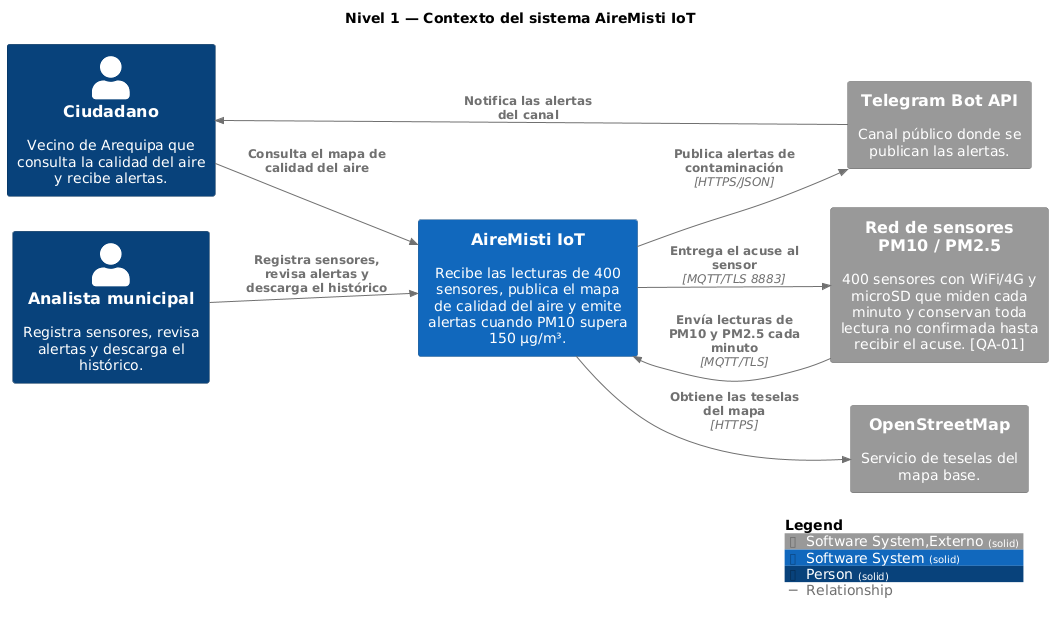 Nivel 1 — Contexto del sistema AireMisti IoT
Ciudadano
Vecino de Arequipa que
consulta la calidad del aire
y recibe alertas.
Analista municipal
Registra sensores, revisa
alertas y descarga el
histórico.
Notifica las alertas
del canal
Consulta el mapa de
calidad del aire
Registra sensores,
revisa alertas y
descarga el histórico
AireMisti IoT
Recibe las lecturas de 400
sensores, publica el mapa
de calidad del aire y emite
alertas cuando PM10 supera
150 µg/m³.
Publica alertas de
contaminación
[HTTPS/JSON]
Entrega el acuse al
sensor
[MQTT/TLS 8883]
Envía lecturas de
PM10 y PM2.5 cada
minuto
[MQTT/TLS]
Obtiene las teselas
del mapa
[HTTPS]
Telegram Bot API
Canal público donde se
publican las alertas.
Red de sensores
PM10 / PM2.5
400 sensores con WiFi/4G y
microSD que miden cada
minuto y conservan toda
lectura no confirmada hasta
recibir el acuse. [QA-01]
OpenStreetMap
Servicio de teselas del
mapa base.
Legend
Software System,Externo (solid)
Software System (solid)
Person (solid)
Relationship